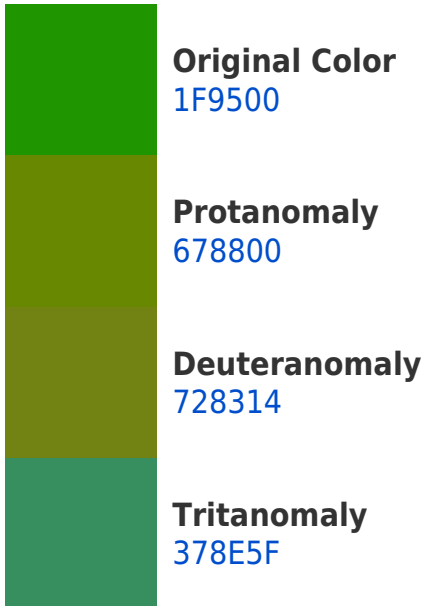 Original Color
1F9500
Protanomaly
678800
Deuteranomaly
728314
Tritanomaly
378E5F